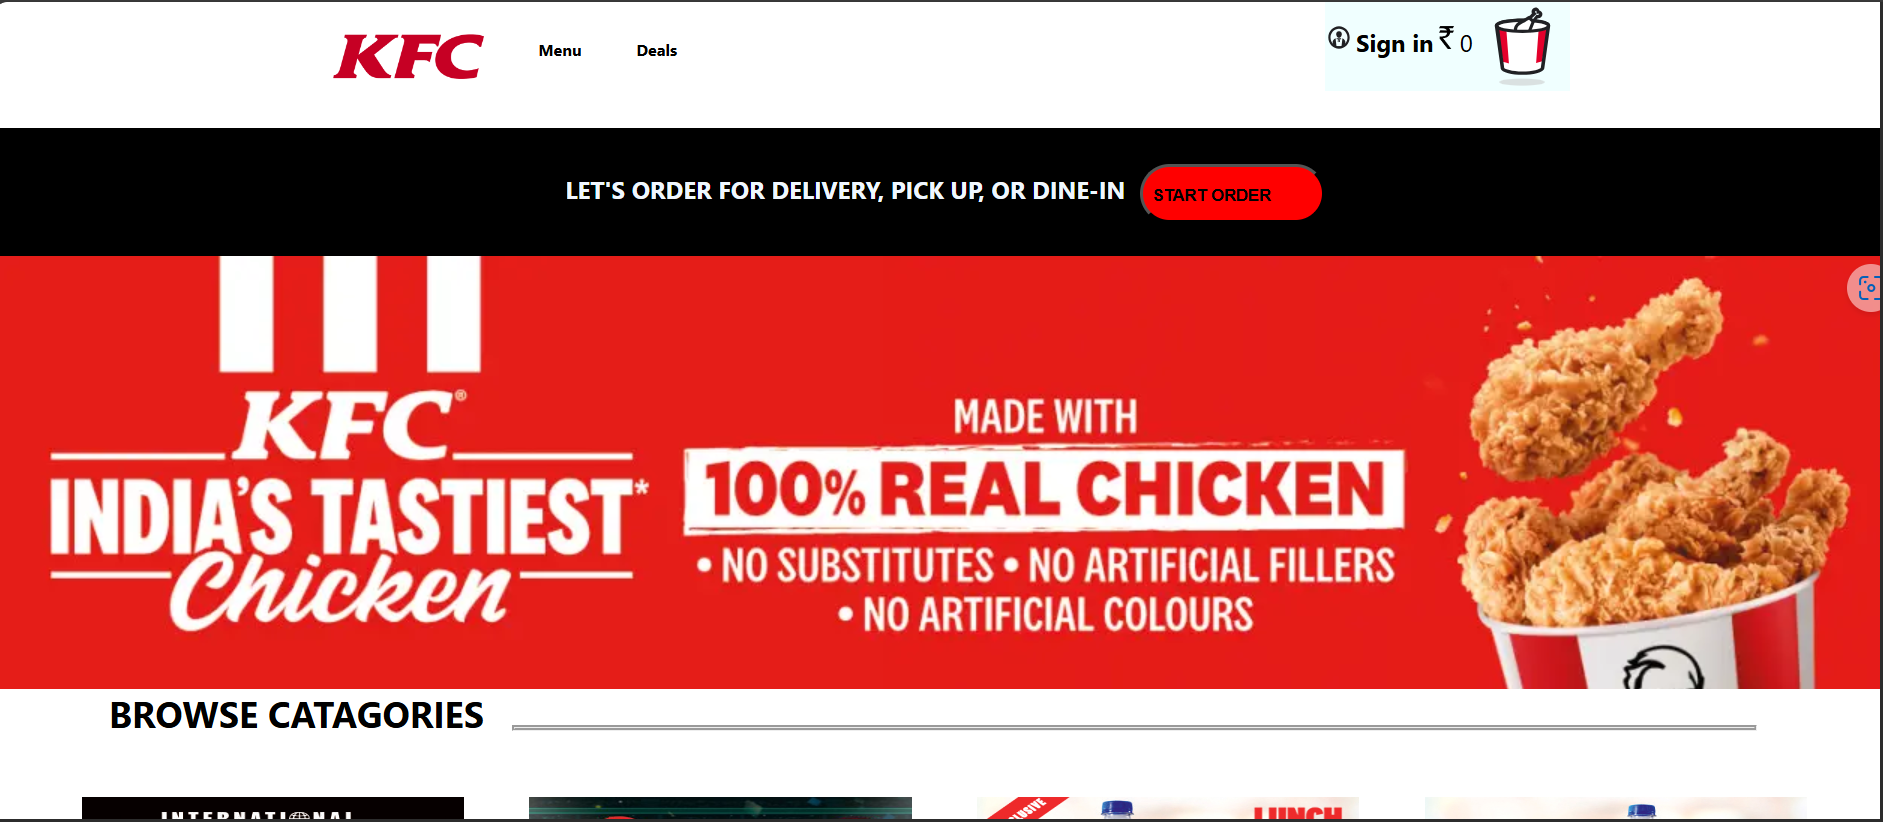 KFC
Menu
Deals
Sign in ₹ 0
LET'S ORDER FOR DELIVERY, PICK UP, OR DINE-IN
START ORDER
KFC®
INDIA'S TASTIEST*
Chicken
MADE WITH
100% REAL CHICKEN
• NO SUBSTITUTES • NO ARTIFICIAL FILLERS
• NO ARTIFICIAL COLOURS
BROWSE CATAGORIES
INTERNATIONAL
LUNCH